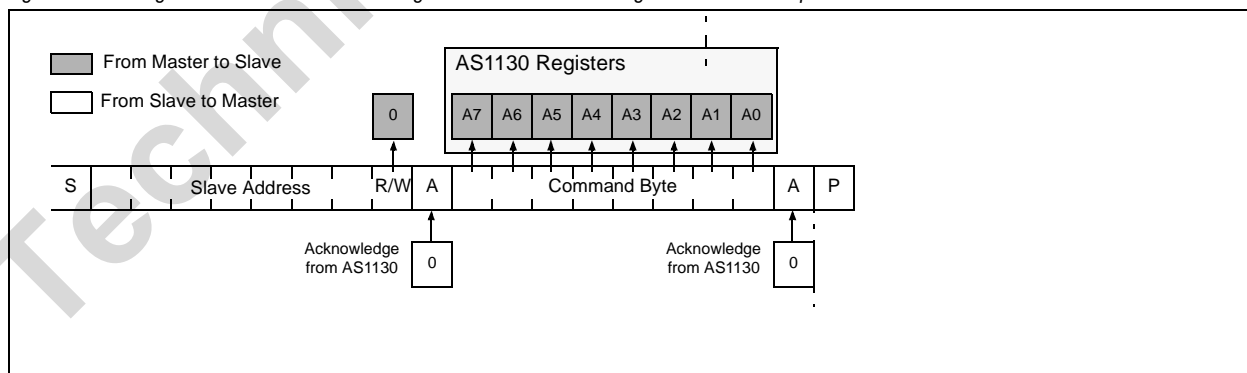 From Master to Slave
From Slave to Master
AS1130 Registers
0
A7 A6 A5 A4 A3 A2 A1 A0
S Slave Address R/W A Command Byte A P
Acknowledge
from AS1130
0
Acknowledge
from AS1130
0
Techni